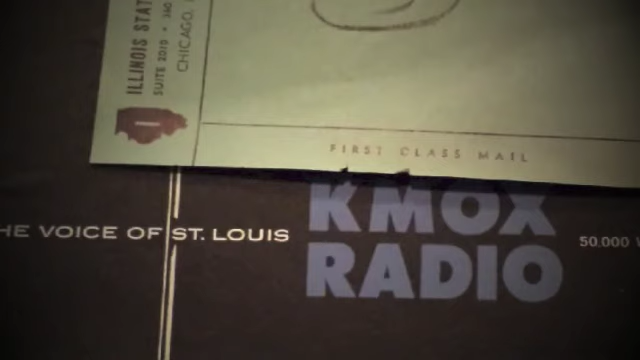 ILLINOIS STAT
SUITE 2010 •
CHICAGO,
FIRST CLASS MAIL
HE VOICE OF ST. LOUIS
KMOX
RADIO
50,000